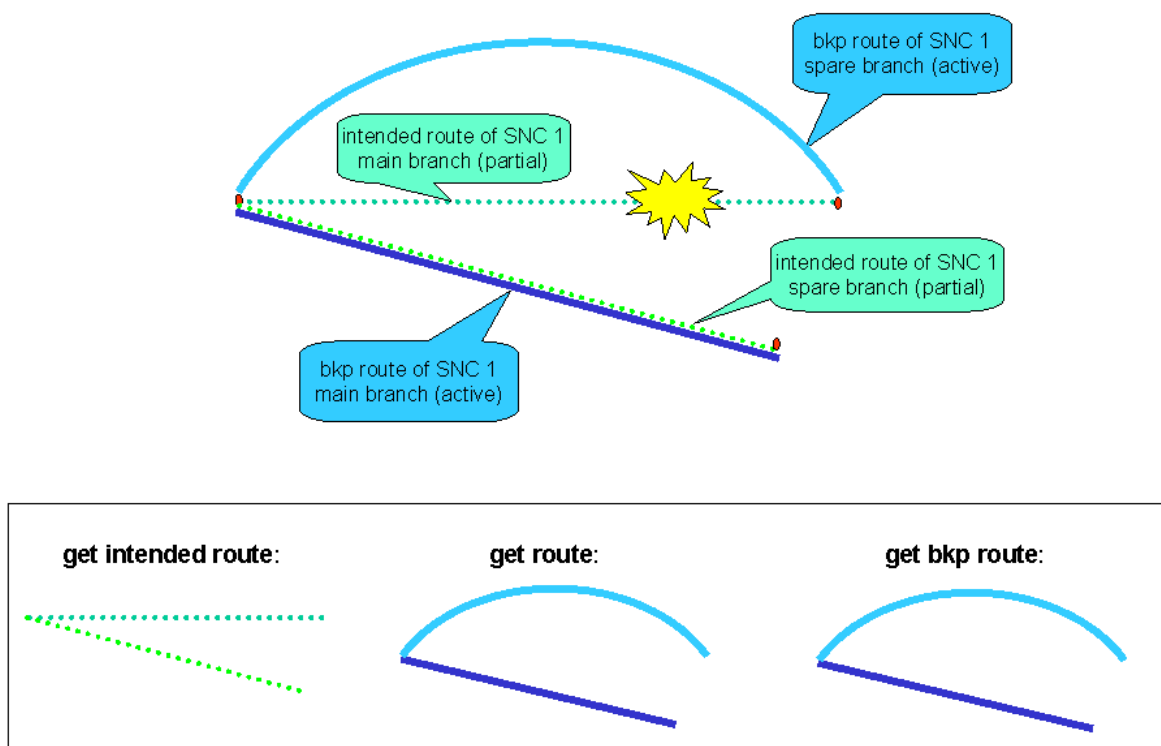 bkp route of SNC 1
spare branch (active)
intended route of SNC 1
main branch (partial)
intended route of SNC 1
spare branch (partial)
bkp route of SNC 1
main branch (active)
get intended route:
get route:
get bkp route: